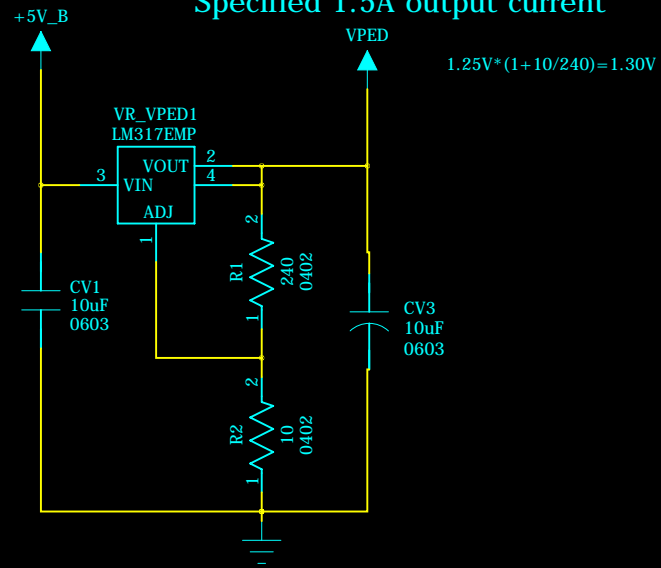 Specified 1.5A output current
+5V_B
VPED
1.25V*(1+10/240)=1.30V
VR_VPED1
LM317EMP
3
VIN
VOUT
2
4
ADJ
1
2
R1
240
0402
1
CV1
10uF
0603
CV3
10uF
0603
2
R2
10
0402
1